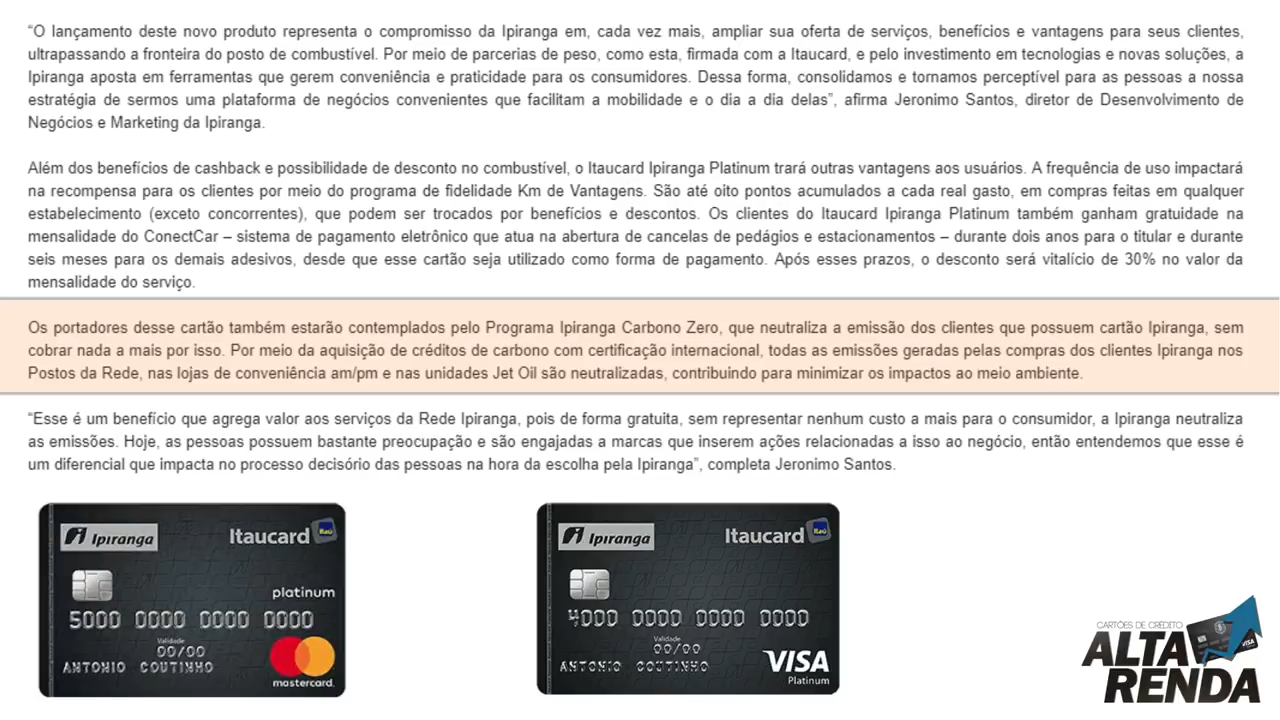 “O lançamento deste novo produto representa o compromisso da Ipiranga em, cada vez mais, ampliar sua oferta de serviços, benefícios e vantagens para seus clientes,
ultrapassando a fronteira do posto de combustível. Por meio de parcerias de peso, como esta, firmada com a Itaucard, e pelo investimento em tecnologias e novas soluções, a
Ipiranga aposta em ferramentas que gerem conveniência e praticidade para os consumidores. Dessa forma, consolidamos e tornamos perceptível para as pessoas a nossa
estratégia de sermos uma plataforma de negócios convenientes que facilitam a mobilidade e o dia a dia delas”, afirma Jeronimo Santos, diretor de Desenvolvimento de
Negócios e Marketing da Ipiranga.
Além dos benefícios de cashback e possibilidade de desconto no combustível, o Itaucard Ipiranga Platinum trará outras vantagens aos usuários. A frequência de uso impactará
na recompensa para os clientes por meio do programa de fidelidade Km de Vantagens. São até oito pontos acumulados a cada real gasto, em compras feitas em qualquer
estabelecimento (exceto concorrentes), que podem ser trocados por benefícios e descontos. Os clientes do Itaucard Ipiranga Platinum também ganham gratuidade na
mensalidade do ConectCar – sistema de pagamento eletrônico que atua na abertura de cancelas de pedágios e estacionamentos – durante dois anos para o titular e durante
seis meses para os demais adesivos, desde que esse cartão seja utilizado como forma de pagamento. Após esses prazos, o desconto será vitalício de 30% no valor da
mensalidade do serviço.
Os portadores desse cartão também estarão contemplados pelo Programa Ipiranga Carbono Zero, que neutraliza a emissão dos clientes que possuem cartão Ipiranga, sem
cobrar nada a mais por isso. Por meio da aquisição de créditos de carbono com certificação internacional, todas as emissões geradas pelas compras dos clientes Ipiranga nos
Postos da Rede, nas lojas de conveniência am/pm e nas unidades Jet Oil são neutralizadas, contribuindo para minimizar os impactos ao meio ambiente.
“Esse é um benefício que agrega valor aos serviços da Rede Ipiranga, pois de forma gratuita, sem representar nenhum custo a mais para o consumidor, a Ipiranga neutraliza
as emissões. Hoje, as pessoas possuem bastante preocupação e são engajadas a marcas que inserem ações relacionadas a isso ao negócio, então entendemos que esse é
um diferencial que impacta no processo decisório das pessoas na hora da escolha pela Ipiranga”, completa Jeronimo Santos.
Ipiranga Itaucard Itaú
platinum
5000 0000 0000 0000
Validade
00/00
ANTONIO COUTINHO
mastercard.
Ipiranga Itaucard Itaú
4000 0000 0000 0000
Validade
00/00
ANTONIO COUTINHO
VISA
Platinum
CARTÕES DE CRÉDITO
ALTA
RENDA
VISA